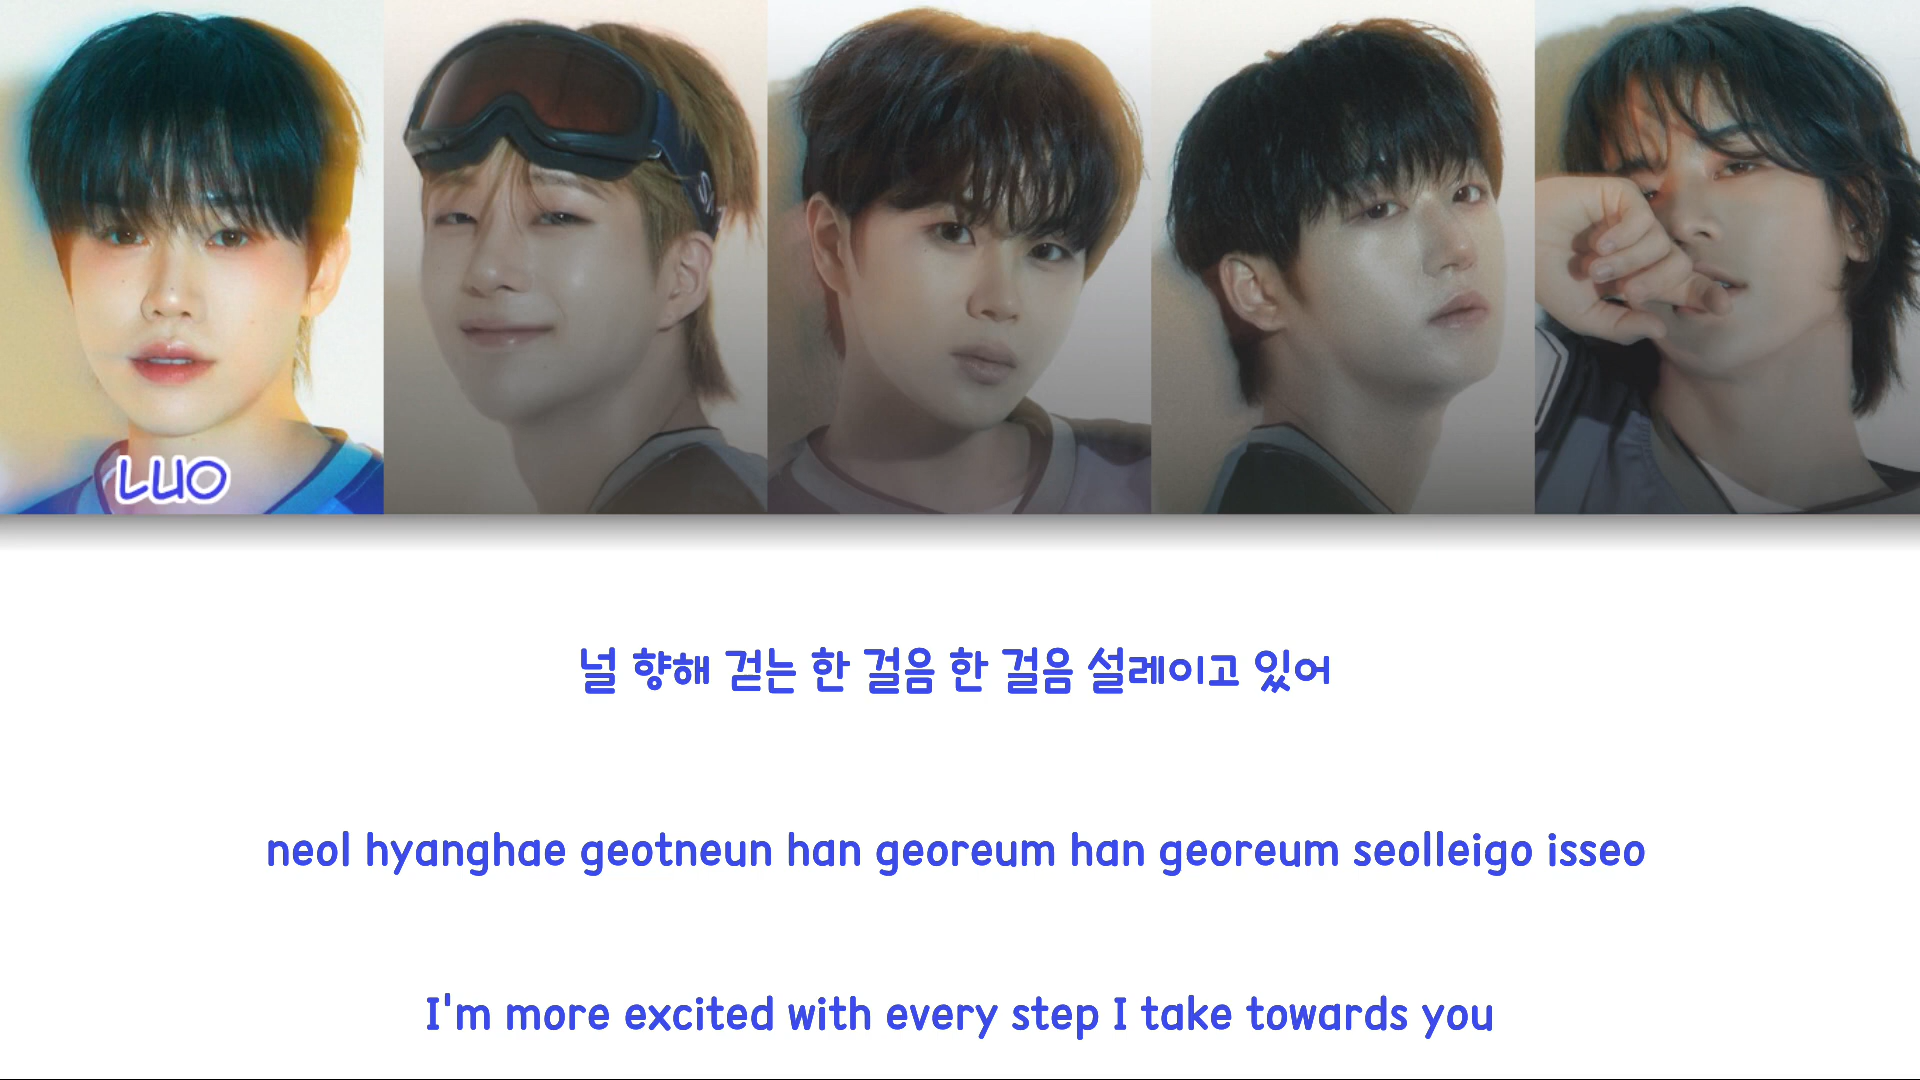 LUO
널 향해 걷는 한 걸음 한 걸음 설레이고 있어
neol hyanghae geotneun han georeum han georeum seolleigo isseo
I'm more excited with every step I take towards you